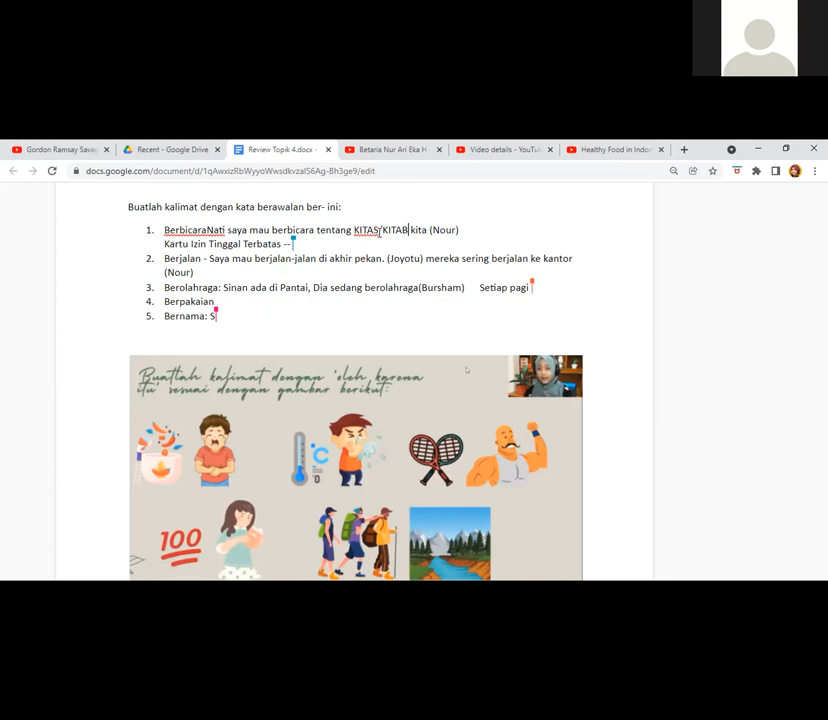 Gordon Ramsay Savag
Recent - Google Drive
Review Topik 4.docx -
Betaria Nur Ari Eka H
Video details - YouTu
Healthy Food in Indon
docs.google.com/document/d/1qAwxizRbWyyoWwsdkvzalS6Ag-Bh3ge9/edit
Buatlah kalimat dengan kata berawalan ber- ini:
1. BerbicaraNati saya mau berbicara tentang KITAS/KITAB kita (Nour)
Kartu Izin Tinggal Terbatas --
2. Berjalan - Saya mau berjalan-jalan di akhir pekan. (Joyotu) mereka sering berjalan ke kantor
(Nour)
3. Berolahraga: Sinan ada di Pantai, Dia sedang berolahraga(Bursham) Setiap pagi
4. Berpakaian
5. Bernama: S
Buatlah kalimat dengan 'oleh karena
itu' sesuai dengan gambar berikut:
°C
100